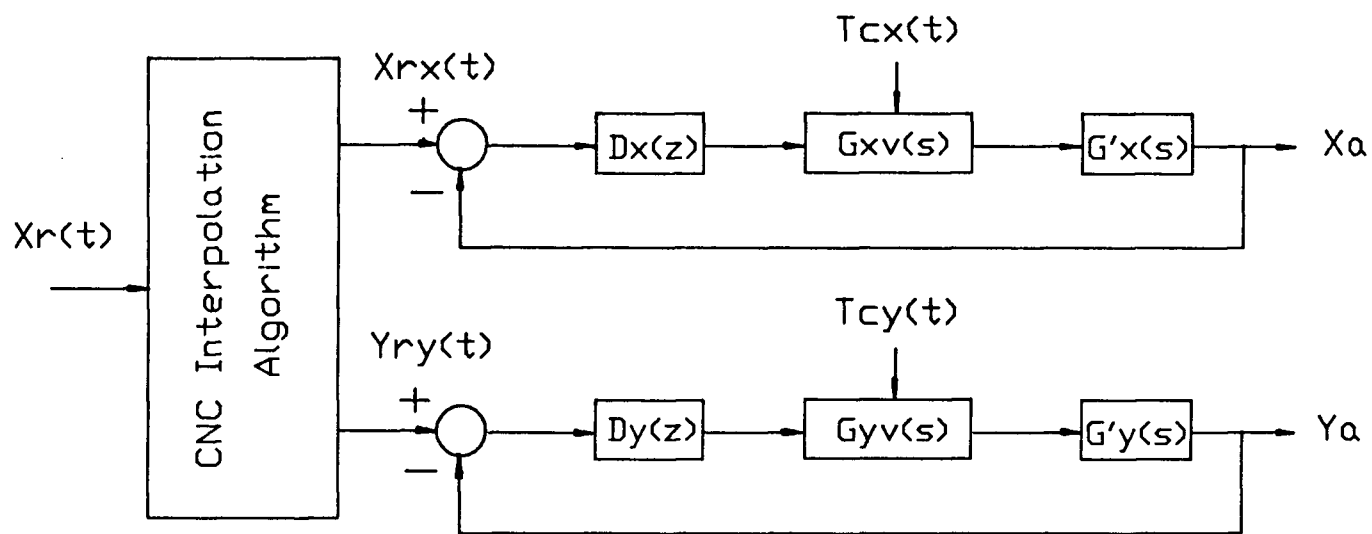 Tcx(t)
Xrx(t)
+
Dx(z)
Gxv(s)
G'x(s)
Xa
−
Xr(t)
CNC Interpolation
Algorithm
Tcy(t)
Yry(t)
+
Dy(z)
Gyv(s)
G'y(s)
Ya
−